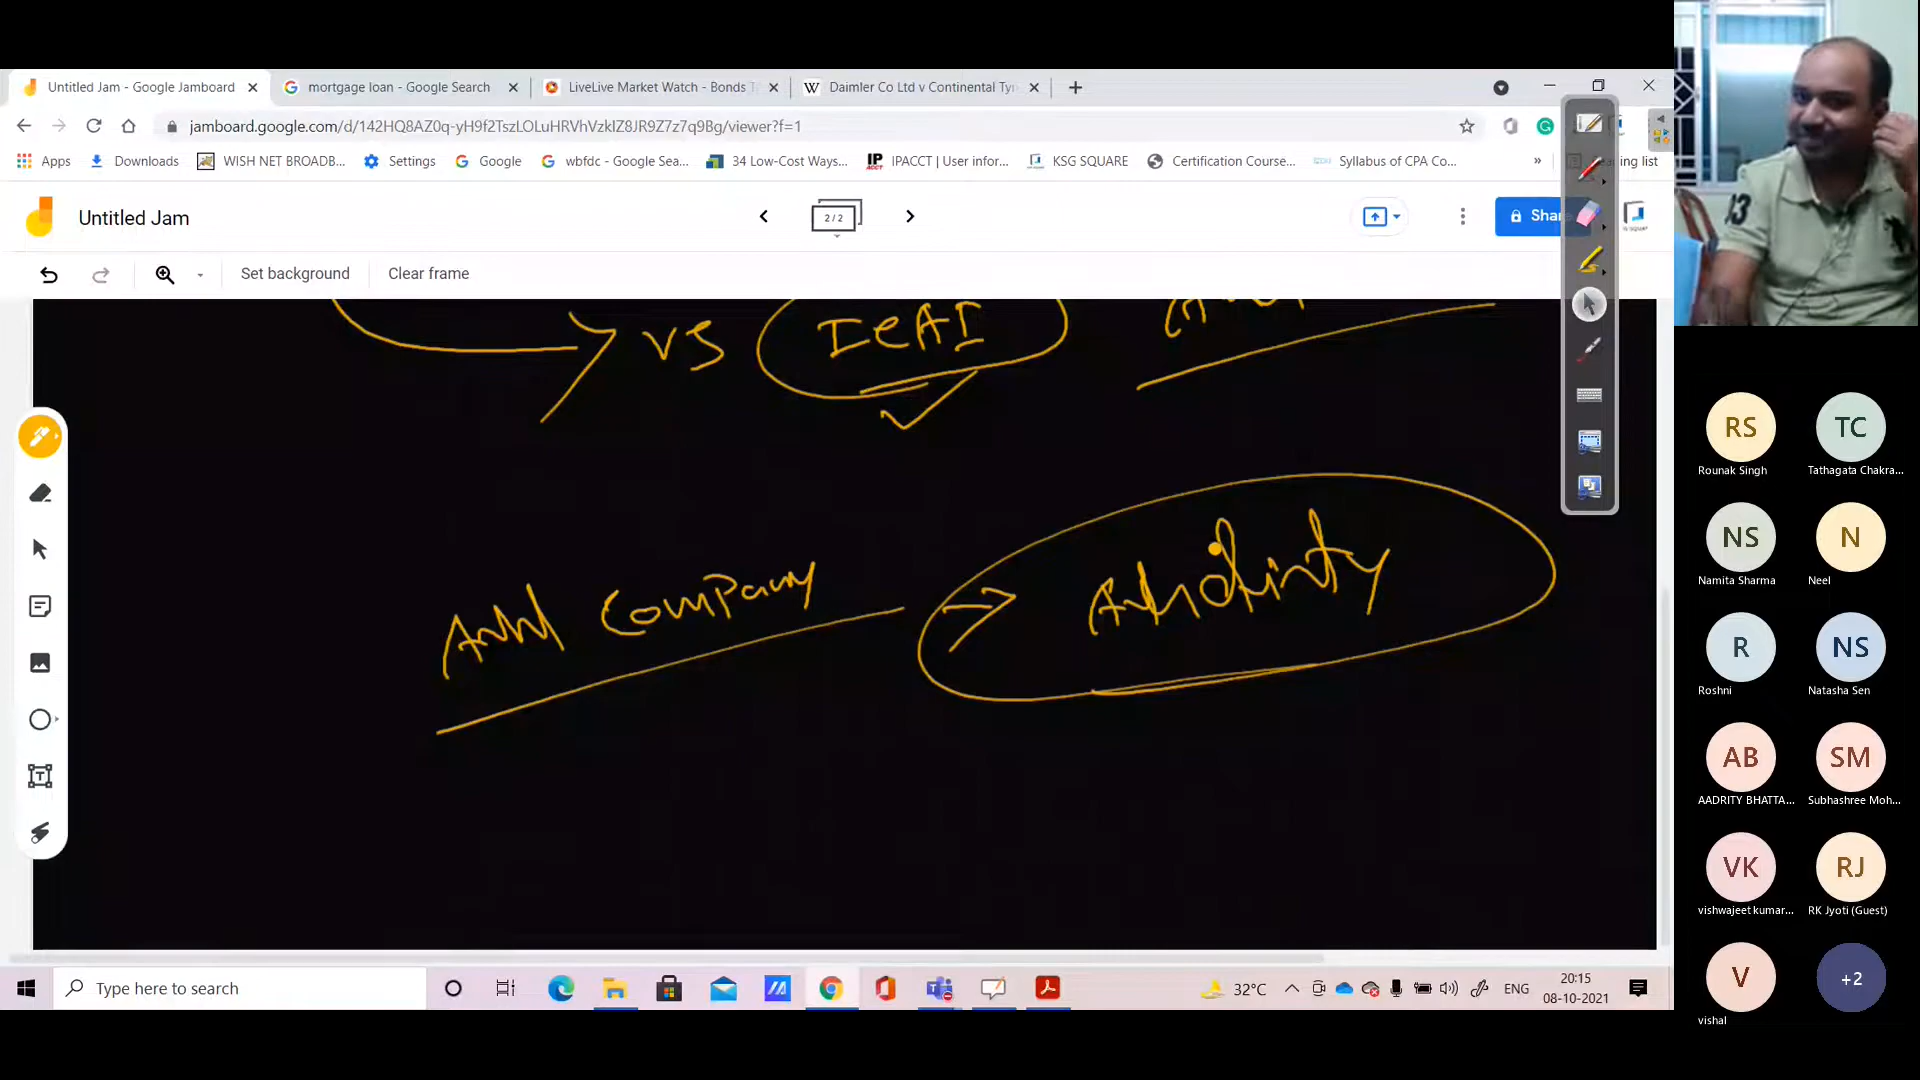 Untitled Jam - Google Jamboard
mortgage loan - Google Search
LiveLive Market Watch - Bonds T
Daimler Co Ltd v Continental Tyr
jamboard.google.com/d/142HQ8AZ0q-yH9f2TszLOLuHRVhVzkIZ8JR9Z7z7q9Bg/viewer?f=1
Apps
Downloads
WISH NET BROADB...
Settings
Google
wbfdc - Google Sea...
34 Low-Cost Ways...
IPACCT | User infor...
KSG SQUARE
Certification Course...
Syllabus of CPA Co...
»
ing list
Untitled Jam
2 / 2
Shar
Set background
Clear frame
vs ICAI
Company
RS
Rounak Singh
TC
Tathagata Chakra...
NS
Namita Sharma
N
Neel
R
Roshni
NS
Natasha Sen
AB
AADRITY BHATTA...
SM
Subhashree Moh...
VK
vishwajeet kumar...
RJ
RK Jyoti (Guest)
V
vishal
+2
Type here to search
32°C
ENG
20:15
08-10-2021